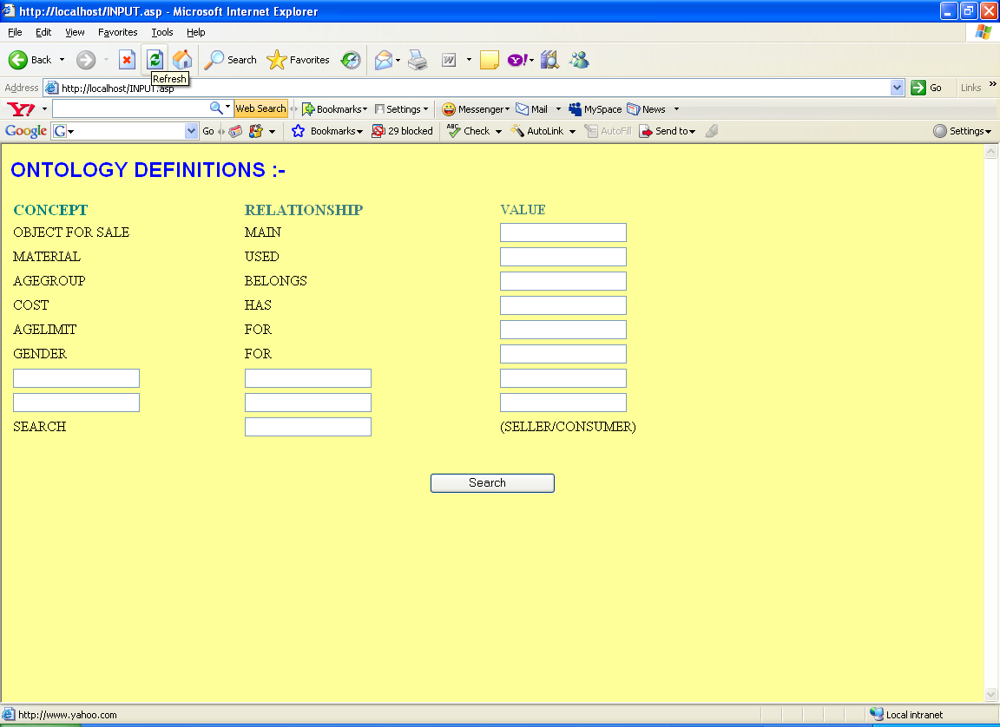 http://localhost/INPUT.asp - Microsoft Internet Explorer
File Edit View Favorites Tools Help
Back Search Favorites
Refresh
Address http://localhost/INPUT.asp Go Links »
Y! Web Search Bookmarks Settings Messenger Mail MySpace News
Google G Go Bookmarks 29 blocked ABC Check AutoLink AutoFill Send to Settings
ONTOLOGY DEFINITIONS :-
CONCEPT RELATIONSHIP VALUE
OBJECT FOR SALE MAIN
MATERIAL USED
AGEGROUP BELONGS
COST HAS
AGELIMIT FOR
GENDER FOR
SEARCH (SELLER/CONSUMER)
Search
http://www.yahoo.com Local intranet